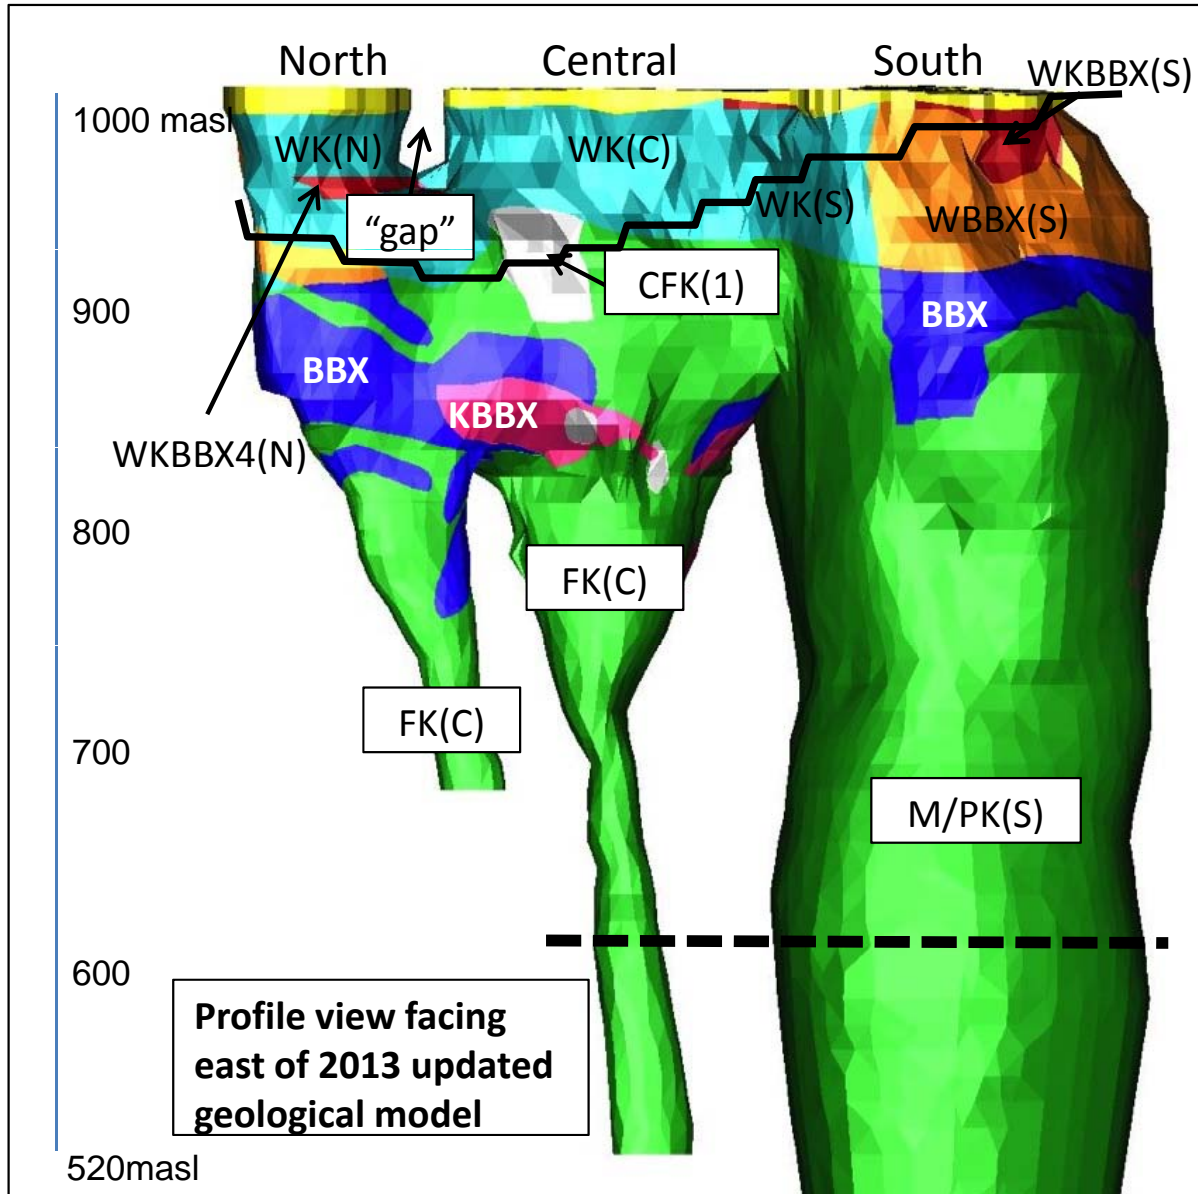 North
Central
South
WKBBX(S)
1000 masl
WK(N)
WK(C)
WK(S)
WBBX(S)
"gap"
CFK(1)
900
BBX
BBX
KBBX
WKBBX4(N)
800
FK(C)
FK(C)
700
M/PK(S)
600
Profile view facing
east of 2013 updated
geological model
520masl